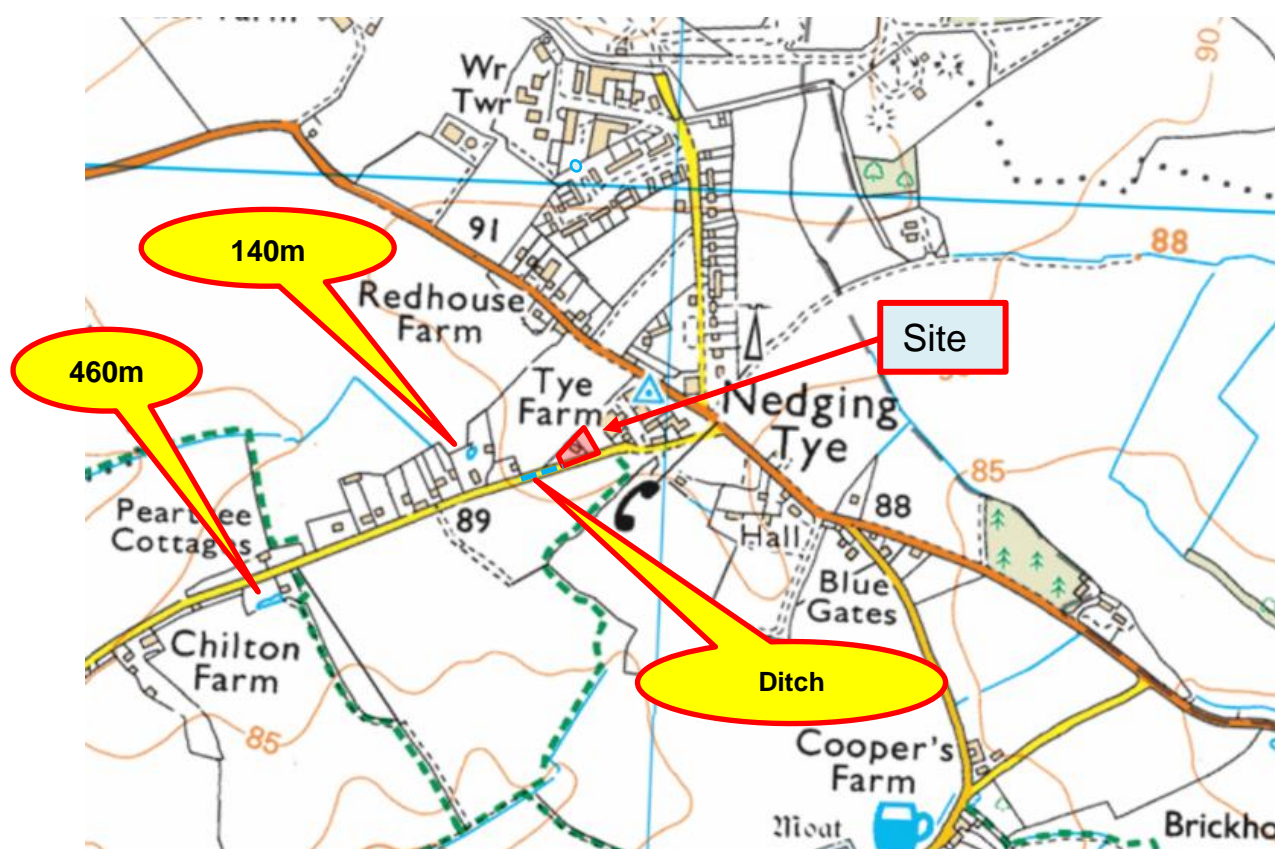 90
Wr
Twr
91
88
140m
Redhouse
Farm
Site
460m
Tye
Farm
Nedging
Tye
85
Peartree
Cottages
89
88
Hall
Blue
Gates
Chilton
Farm
Ditch
85
Cooper's
Farm
Moat
Brickho